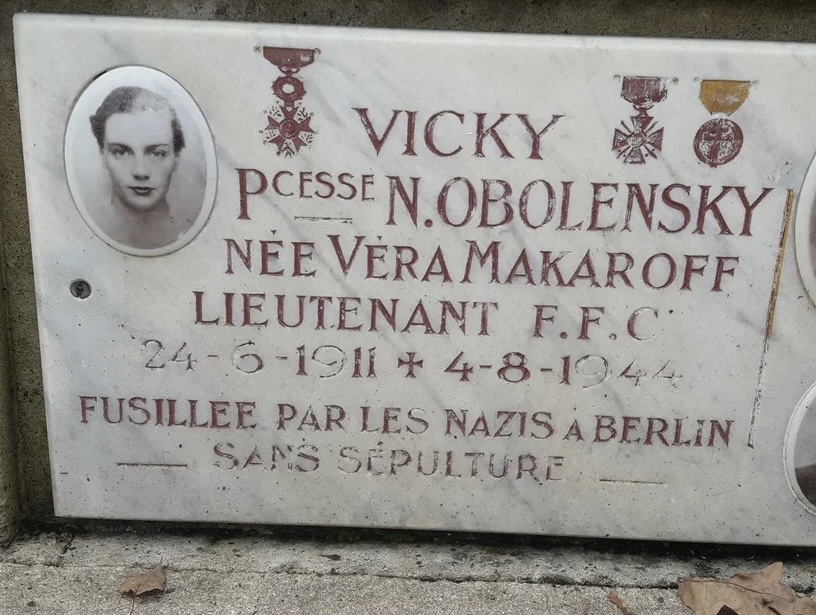 VICKY
PCESSE N. OBOLENSKY
NÉE VÉRA MAKAROFF
LIEUTENANT F.F.C
24-6-1911 ✝ 4-8-1944
FUSILLÉE PAR LES NAZIS A BERLIN
SANS SÉPULTURE